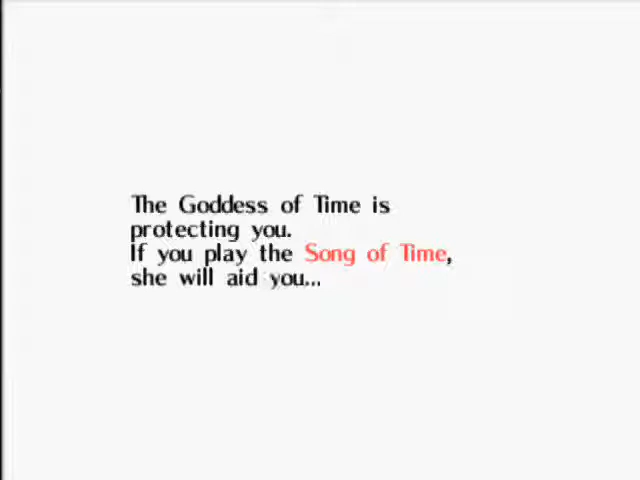 The Goddess of Time is
protecting you.
If you play the Song of Time,
she will aid you...